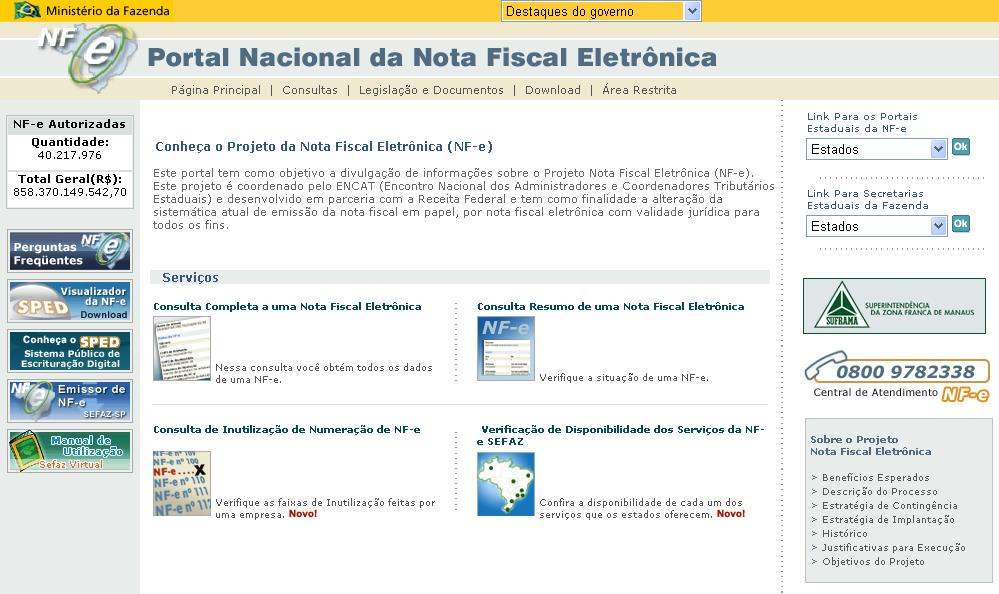 Ministério da Fazenda
Destaques do governo
NF e
Portal Nacional da Nota Fiscal Eletrônica
Página Principal | Consultas | Legislação e Documentos | Download | Área Restrita
NF-e Autorizadas
Quantidade:
40.217.976
Total Geral(R$):
858.370.149.542,70
Perguntas
Freqüentes
NF e
Visualizador
da NF-e
SPED
Download
Conheça o SPED
Sistema Público de
Escrituração Digital
NF e
Emissor de
NF-e
SEFAZ-SP
Manual de
Utilização
Sefaz Virtual
Conheça o Projeto da Nota Fiscal Eletrônica (NF-e)
Este portal tem como objetivo a divulgação de informações sobre o Projeto Nota Fiscal Eletrônica (NF-e).
Este projeto é coordenado pelo ENCAT (Encontro Nacional dos Administradores e Coordenadores Tributários
Estaduais) e desenvolvido em parceria com a Receita Federal e tem como finalidade a alteração da
sistemática atual de emissão da nota fiscal em papel, por nota fiscal eletrônica com validade jurídica para
todos os fins.
Serviços
Consulta Completa a uma Nota Fiscal Eletrônica
Nessa consulta você obtém todos os dados
de uma NF-e.
Consulta Resumo de uma Nota Fiscal Eletrônica
NF-e
Verifique a situação de uma NF-e.
Consulta de Inutilização de Numeração de NF-e
NF-e nº 109
NF-e....X
NF-e nº 110
NF-e nº 111
NF-e nº 112
Verifique as faixas de Inutilização feitas por
uma empresa. Novo!
Verificação de Disponibilidade dos Serviços da NF-
e SEFAZ
Confira a disponibilidade de cada um dos
serviços que os estados oferecem. Novo!
Link Para os Portais
Estaduais da NF-e
Estados
Ok
Link Para Secretarias
Estaduais da Fazenda
Estados
Ok
SUFRAMA
SUPERINTENDÊNCIA
DA ZONA FRANCA DE MANAUS
0800 9782338
Central de Atendimento NF-e
Sobre o Projeto
Nota Fiscal Eletrônica
> Benefícios Esperados
> Descrição do Processo
> Estratégia de Contingência
> Estratégia de Implantação
> Histórico
> Justificativas para Execução
> Objetivos do Projeto